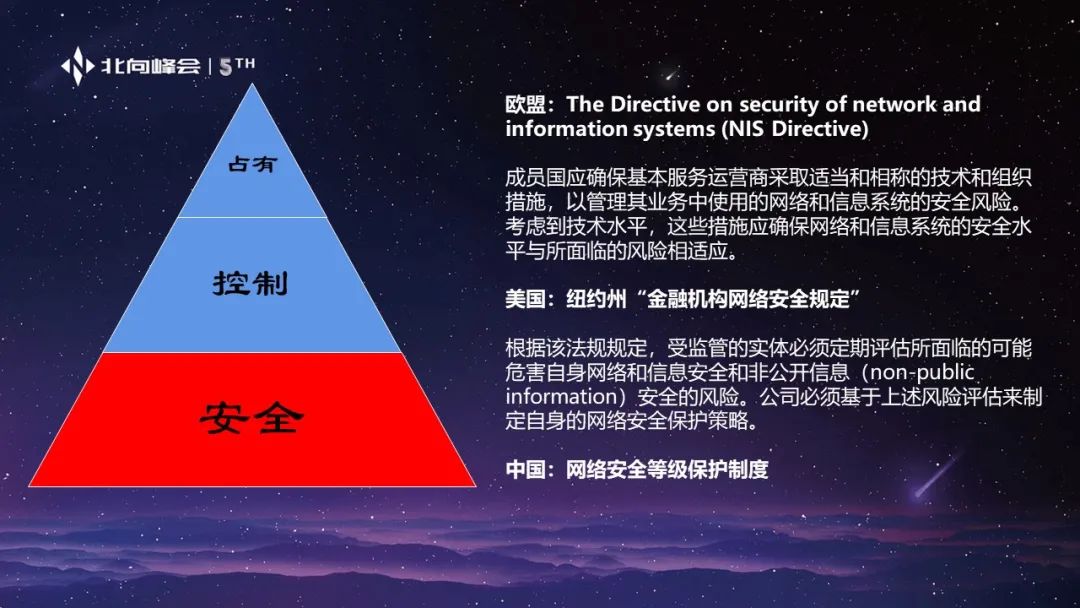 北向峰会 | 5TH
占有
控制
安全
欧盟：The Directive on security of network and
information systems (NIS Directive)
成员国应确保基本服务运营商采取适当和相称的技术和组织
措施，以管理其业务中使用的网络和信息系统的安全风险。
考虑到技术水平，这些措施应确保网络和信息系统的安全水
平与所面临的风险相适应。
美国：纽约州“金融机构网络安全规定”
根据该法规规定，受监管的实体必须定期评估所面临的可能
危害自身网络和信息安全和非公开信息（non-public
information）安全的风险。公司必须基于上述风险评估来制
定自身的网络安全保护策略。
中国：网络安全等级保护制度